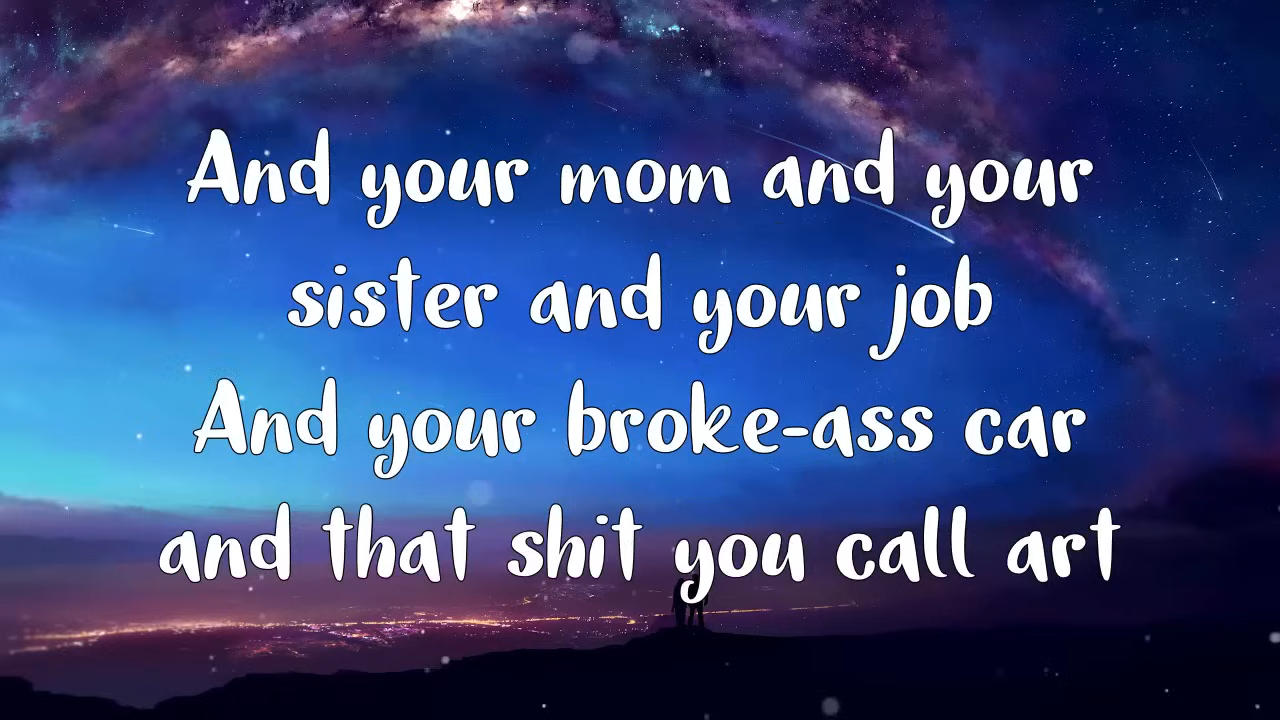 And your mom and your
sister and your job
And your broke-ass car
and that shit you call art